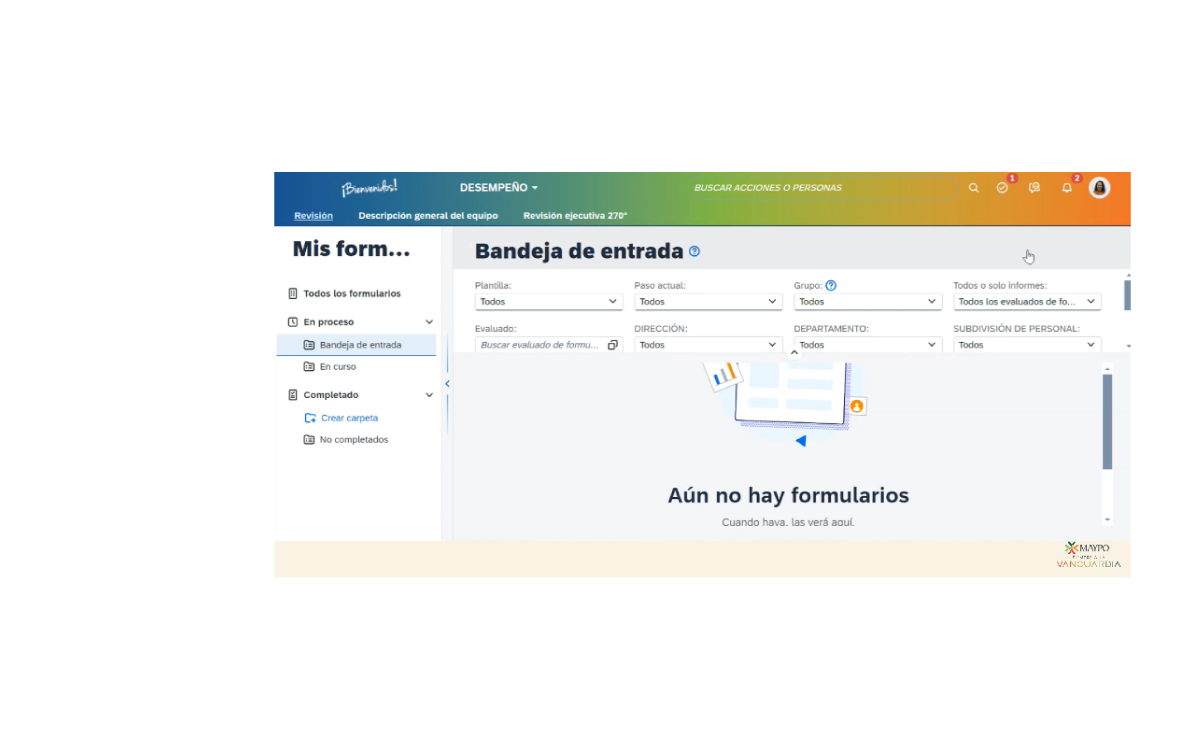 ¡Bienvenidos!
DESEMPEÑO
BUSCAR ACCIONES O PERSONAS
1
2
Revisión
Descripción general del equipo
Revisión ejecutiva 270°
Mis form...
Todos los formularios
En proceso
Bandeja de entrada
En curso
Completado
Crear carpeta
No completados
Bandeja de entrada
Plantilla:
Paso actual:
Grupo:
Todos o solo informes:
Todos
Todos
Todos
Todos los evaluados de fo...
Evaluado:
DIRECCIÓN:
DEPARTAMENTO:
SUBDIVISIÓN DE PERSONAL:
Buscar evaluado de formu...
Todos
Todos
Todos
Aún no hay formularios
Cuando haya, las verá aquí.
MAYPO
VANGUARDIA